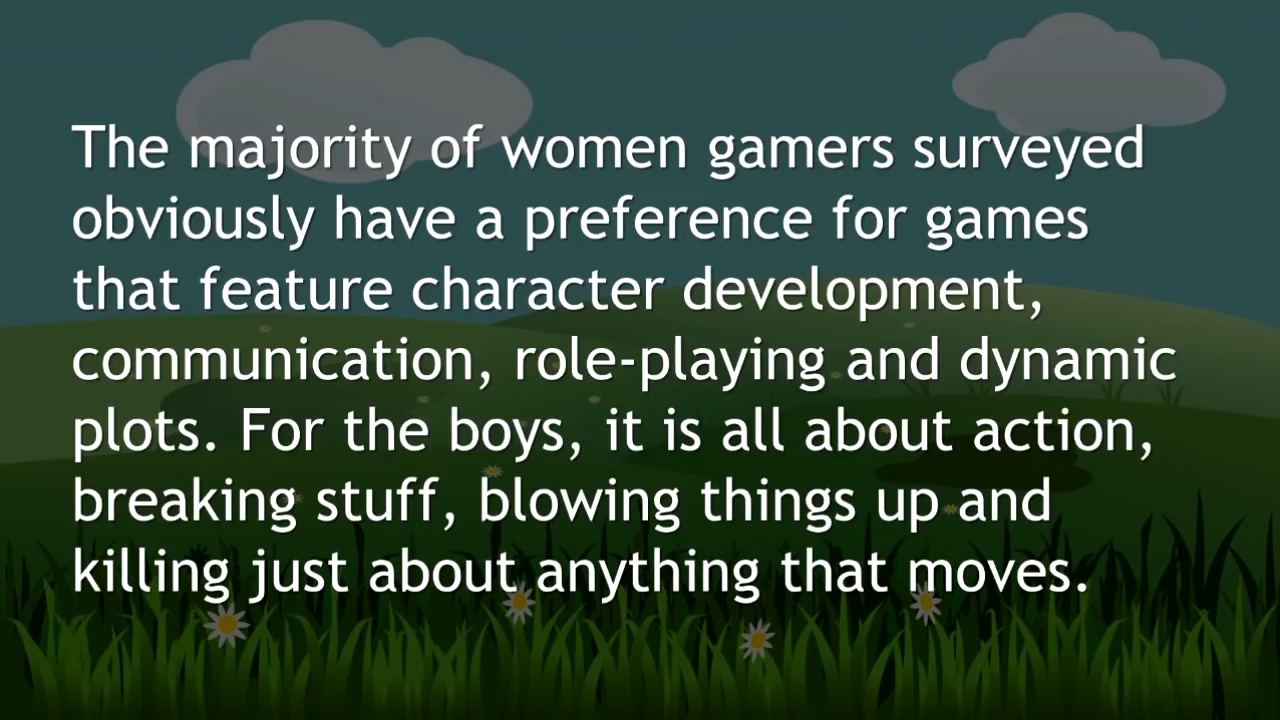 The majority of women gamers surveyed
obviously have a preference for games
that feature character development,
communication, role-playing and dynamic
plots. For the boys, it is all about action,
breaking stuff, blowing things up and
killing just about anything that moves.